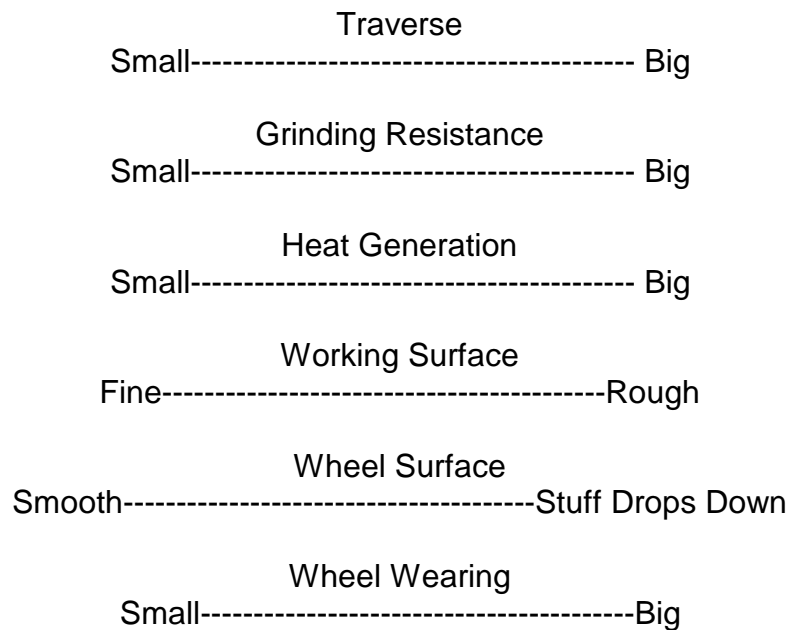 Traverse
Small------------------------------------------ Big
Grinding Resistance
Small------------------------------------------ Big
Heat Generation
Small------------------------------------------ Big
Working Surface
Fine------------------------------------------Rough
Wheel Surface
Smooth---------------------------------------Stuff Drops Down
Wheel Wearing
Small-----------------------------------------Big